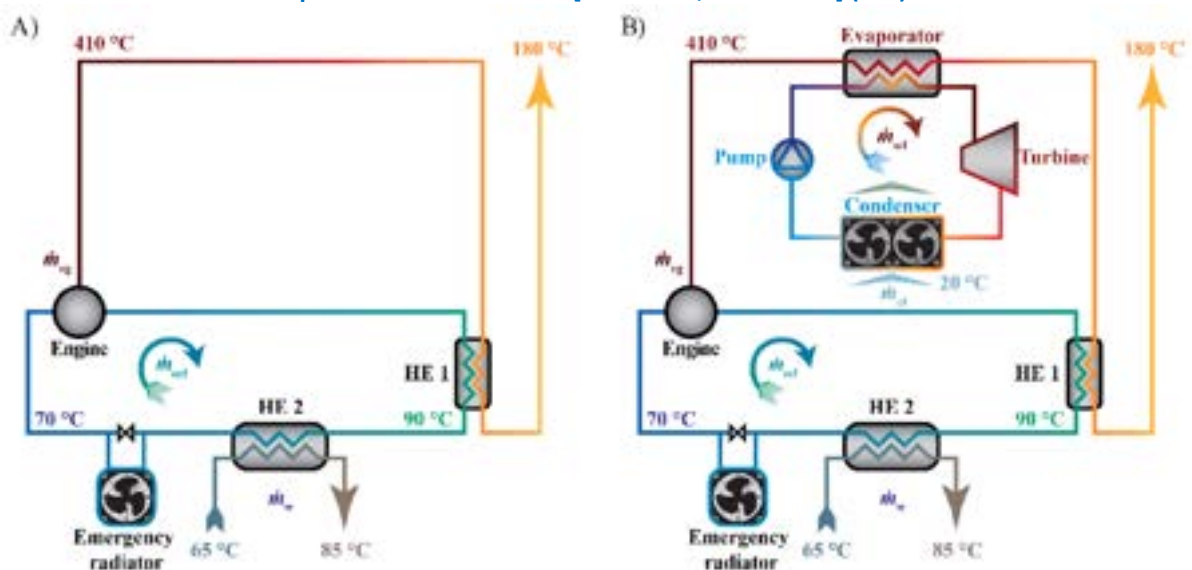 A)
410 °C
180 °C
Engine
HE 1
70 °C
HE 2
90 °C
Emergency
radiator
65 °C
85 °C
B)
410 °C
Evaporator
180 °C
Pump
Turbine
Condenser
20 °C
Engine
HE 1
70 °C
HE 2
90 °C
Emergency
radiator
65 °C
85 °C